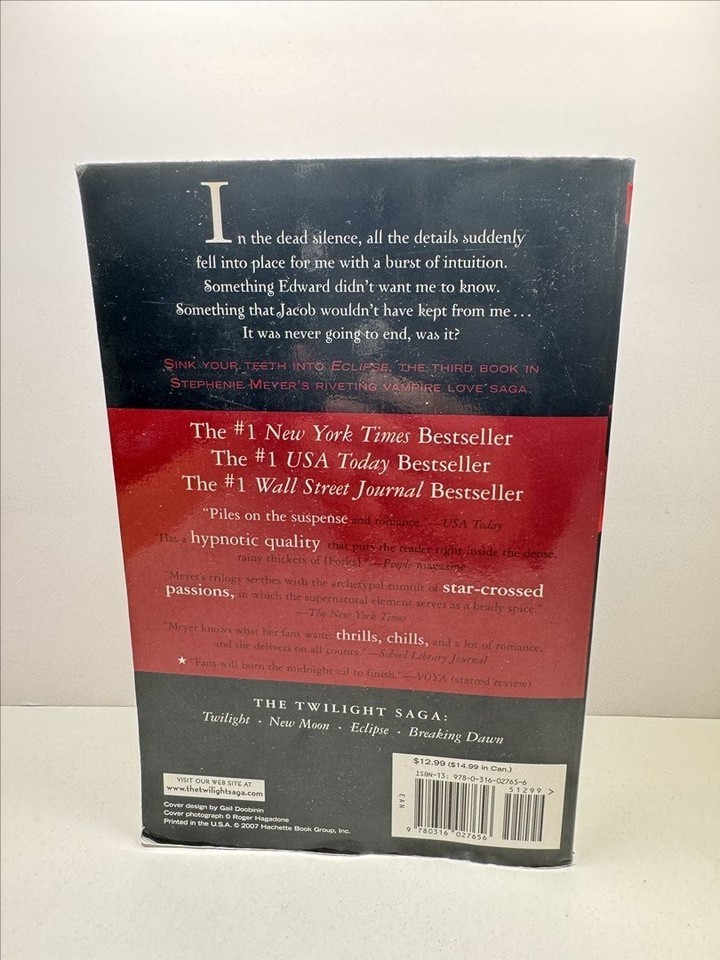 In the dead silence, all the details suddenly
fell into place for me with a burst of intuition.
Something Edward didn't want me to know.
Something that Jacob wouldn't have kept from me...
It was never going to end, was it?
SINK YOUR TEETH INTO ECLIPSE, THE THIRD BOOK IN
STEPHENIE MEYER'S RIVETING VAMPIRE LOVE SAGA.
The #1 New York Times Bestseller
The #1 USA Today Bestseller
The #1 Wall Street Journal Bestseller
"Piles on the suspense and romance."—USA Today
"Has a hypnotic quality that puts the reader right inside the dense,
rainy thickets of [Forks]."—People magazine
"Meyer's trilogy seethes with the archetypal tumult of star-crossed
passions, in which the supernatural element serves as a heady spice."
—The New York Times
"Meyer knows what her fans want: thrills, chills, and a lot of romance,
and she delivers on all counts."—School Library Journal
★ "Fans will burn the midnight oil to finish."—VOYA (starred review)
THE TWILIGHT SAGA:
Twilight · New Moon · Eclipse · Breaking Dawn
VISIT OUR WEB SITE AT
www.thetwilightsaga.com
Cover design by Gail Doobinin
Cover photograph © Roger Hagadone
Printed in the U.S.A. © 2007 Hachette Book Group, Inc.
$12.99 ($14.99 in Can.)
ISBN-13: 978-0-316-02765-6
51299 >
EAN
9 780316 027656